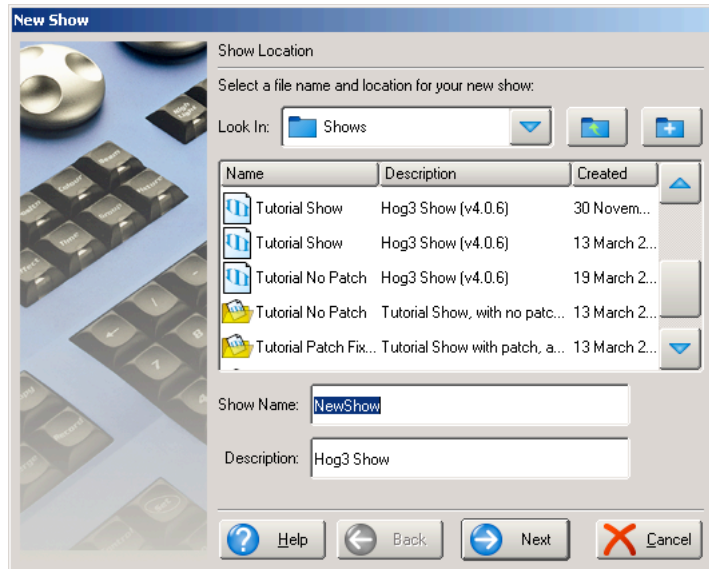 New Show
Show Location
Select a file name and location for your new show:
Look In: Shows
Name Description Created
Tutorial Show Hog3 Show (v4.0.6) 30 Novem...
Tutorial Show Hog3 Show (v4.0.6) 13 March 2...
Tutorial No Patch Hog3 Show (v4.0.6) 19 March 2...
Tutorial No Patch Tutorial Show, with no patc... 13 March 2...
Tutorial Patch Fix... Tutorial Show with patch, a... 13 March 2...
Show Name: NewShow
Description: Hog3 Show
Help Back Next Cancel